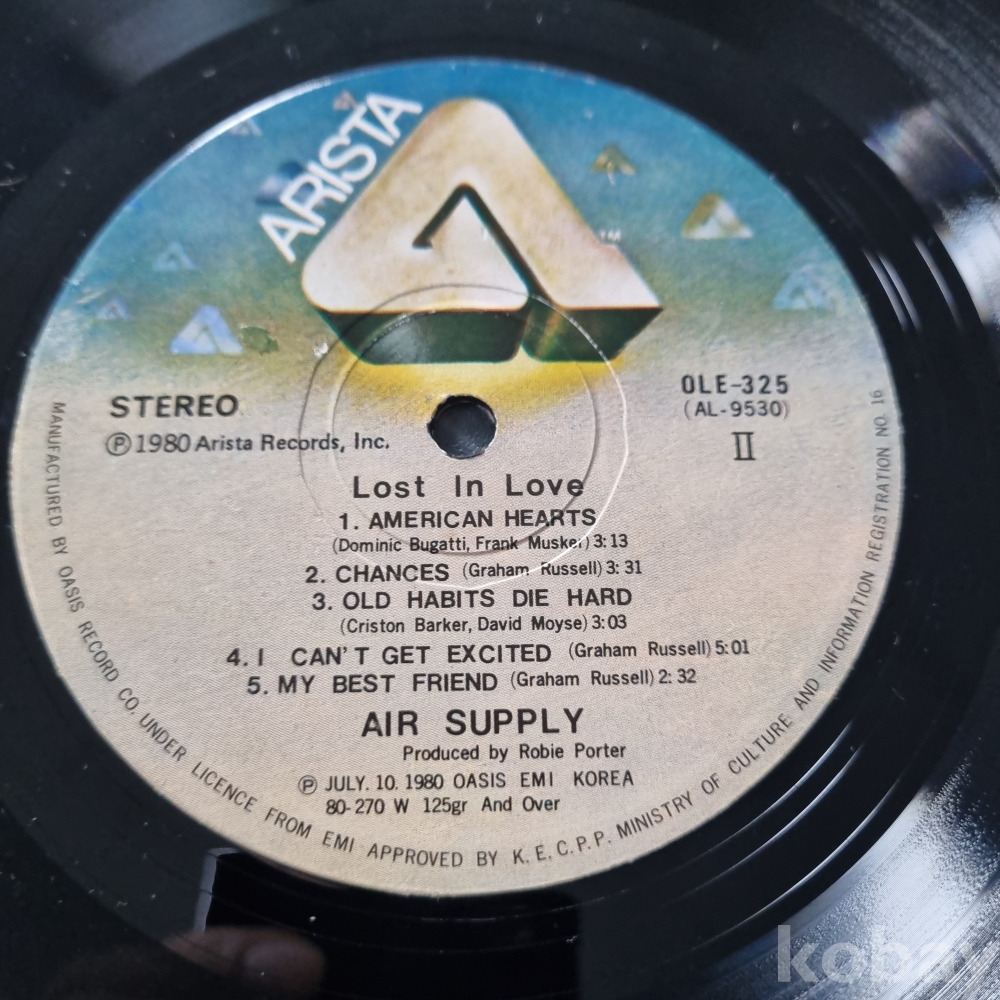 ARISTA
TM
STEREO
Ⓟ1980 Arista Records, Inc.
OLE-325
(AL-9530)
II
Lost In Love
1. AMERICAN HEARTS
(Dominic Bugatti, Frank Musker) 3:13
2. CHANCES (Graham Russell) 3: 31
3. OLD HABITS DIE HARD
(Criston Barker, David Moyse) 3:03
4. I CAN'T GET EXCITED (Graham Russell) 5:01
5. MY BEST FRIEND (Graham Russell) 2: 32
AIR SUPPLY
Produced by Robie Porter
Ⓟ JULY. 10. 1980 OASIS EMI KOREA
80-270 W 125gr And Over
MANUFACTURED BY OASIS RECORD CO. UNDER LICENCE FROM EMI APPROVED BY K. E. C. P. P. MINISTRY OF CULTURE AND INFORMATION REGISTRATION NO. 16